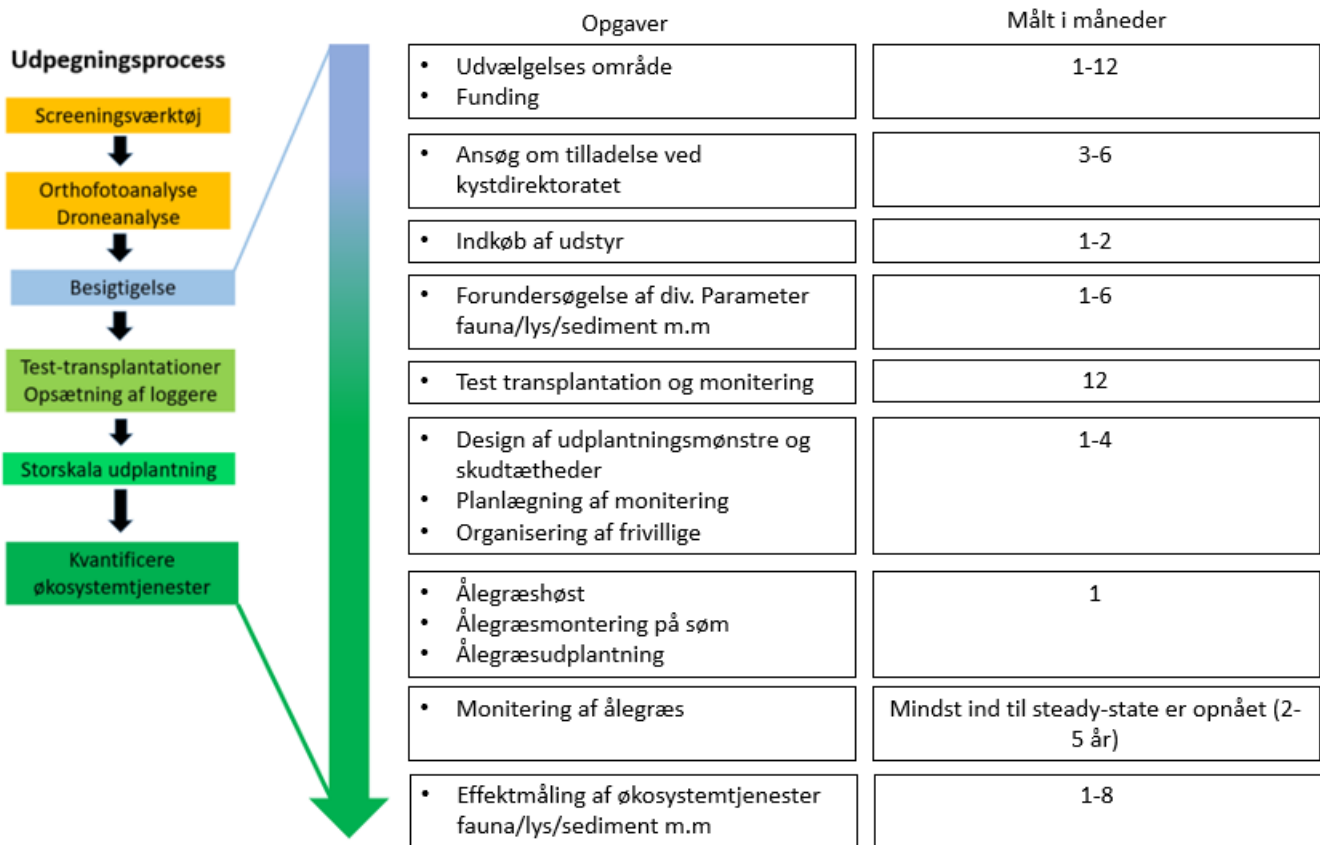 Udpegningsprocess
Screeningsværktøj
Orthofotoanalyse
Droneanalyse
Besigtigelse
Test-transplantationer
Opsætning af loggere
Storskala udplantning
Kvantificere
økosystemtjenester
Opgaver
Målt i måneder
• Udvælgelses område
• Funding
1-12
• Ansøg om tilladelse ved
kystdirektoratet
3-6
• Indkøb af udstyr
1-2
• Forundersøgelse af div. Parameter
fauna/lys/sediment m.m
1-6
• Test transplantation og monitering
12
• Design af udplantningsmønstre og
skudtætheder
• Planlægning af monitering
• Organisering af frivillige
1-4
• Ålegræshøst
• Ålegræsmontering på søm
• Ålegræsudplantning
1
• Monitering af ålegræs
Mindst ind til steady-state er opnået (2-
5 år)
• Effektmåling af økosystemtjenester
fauna/lys/sediment m.m
1-8